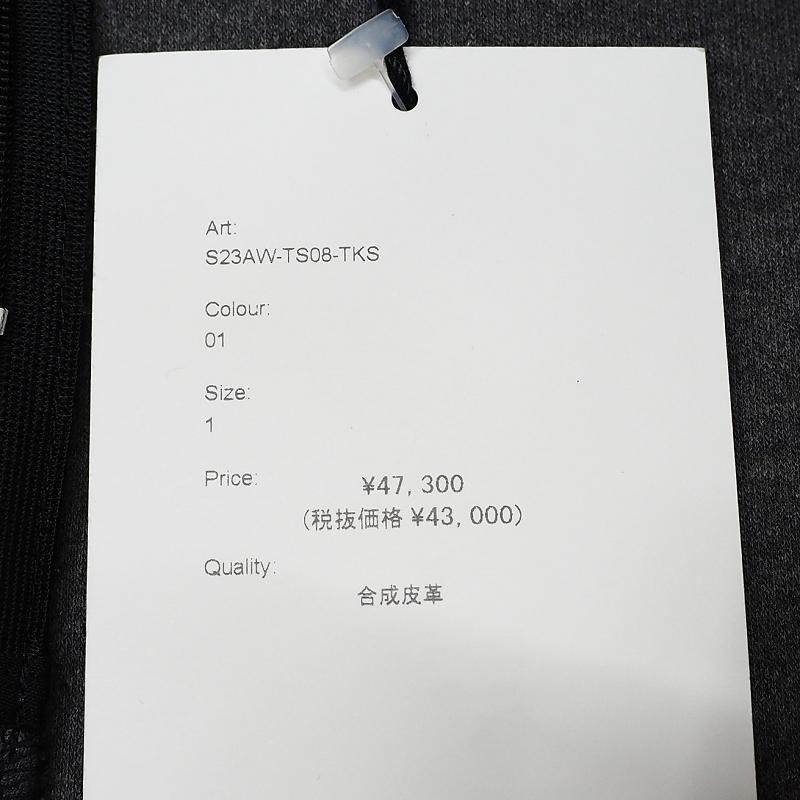 Art:
S23AW-TS08-TKS
Colour:
01
Size:
1
Price:
¥47,300
(税抜価格 ¥43,000)
Quality:
合成皮革